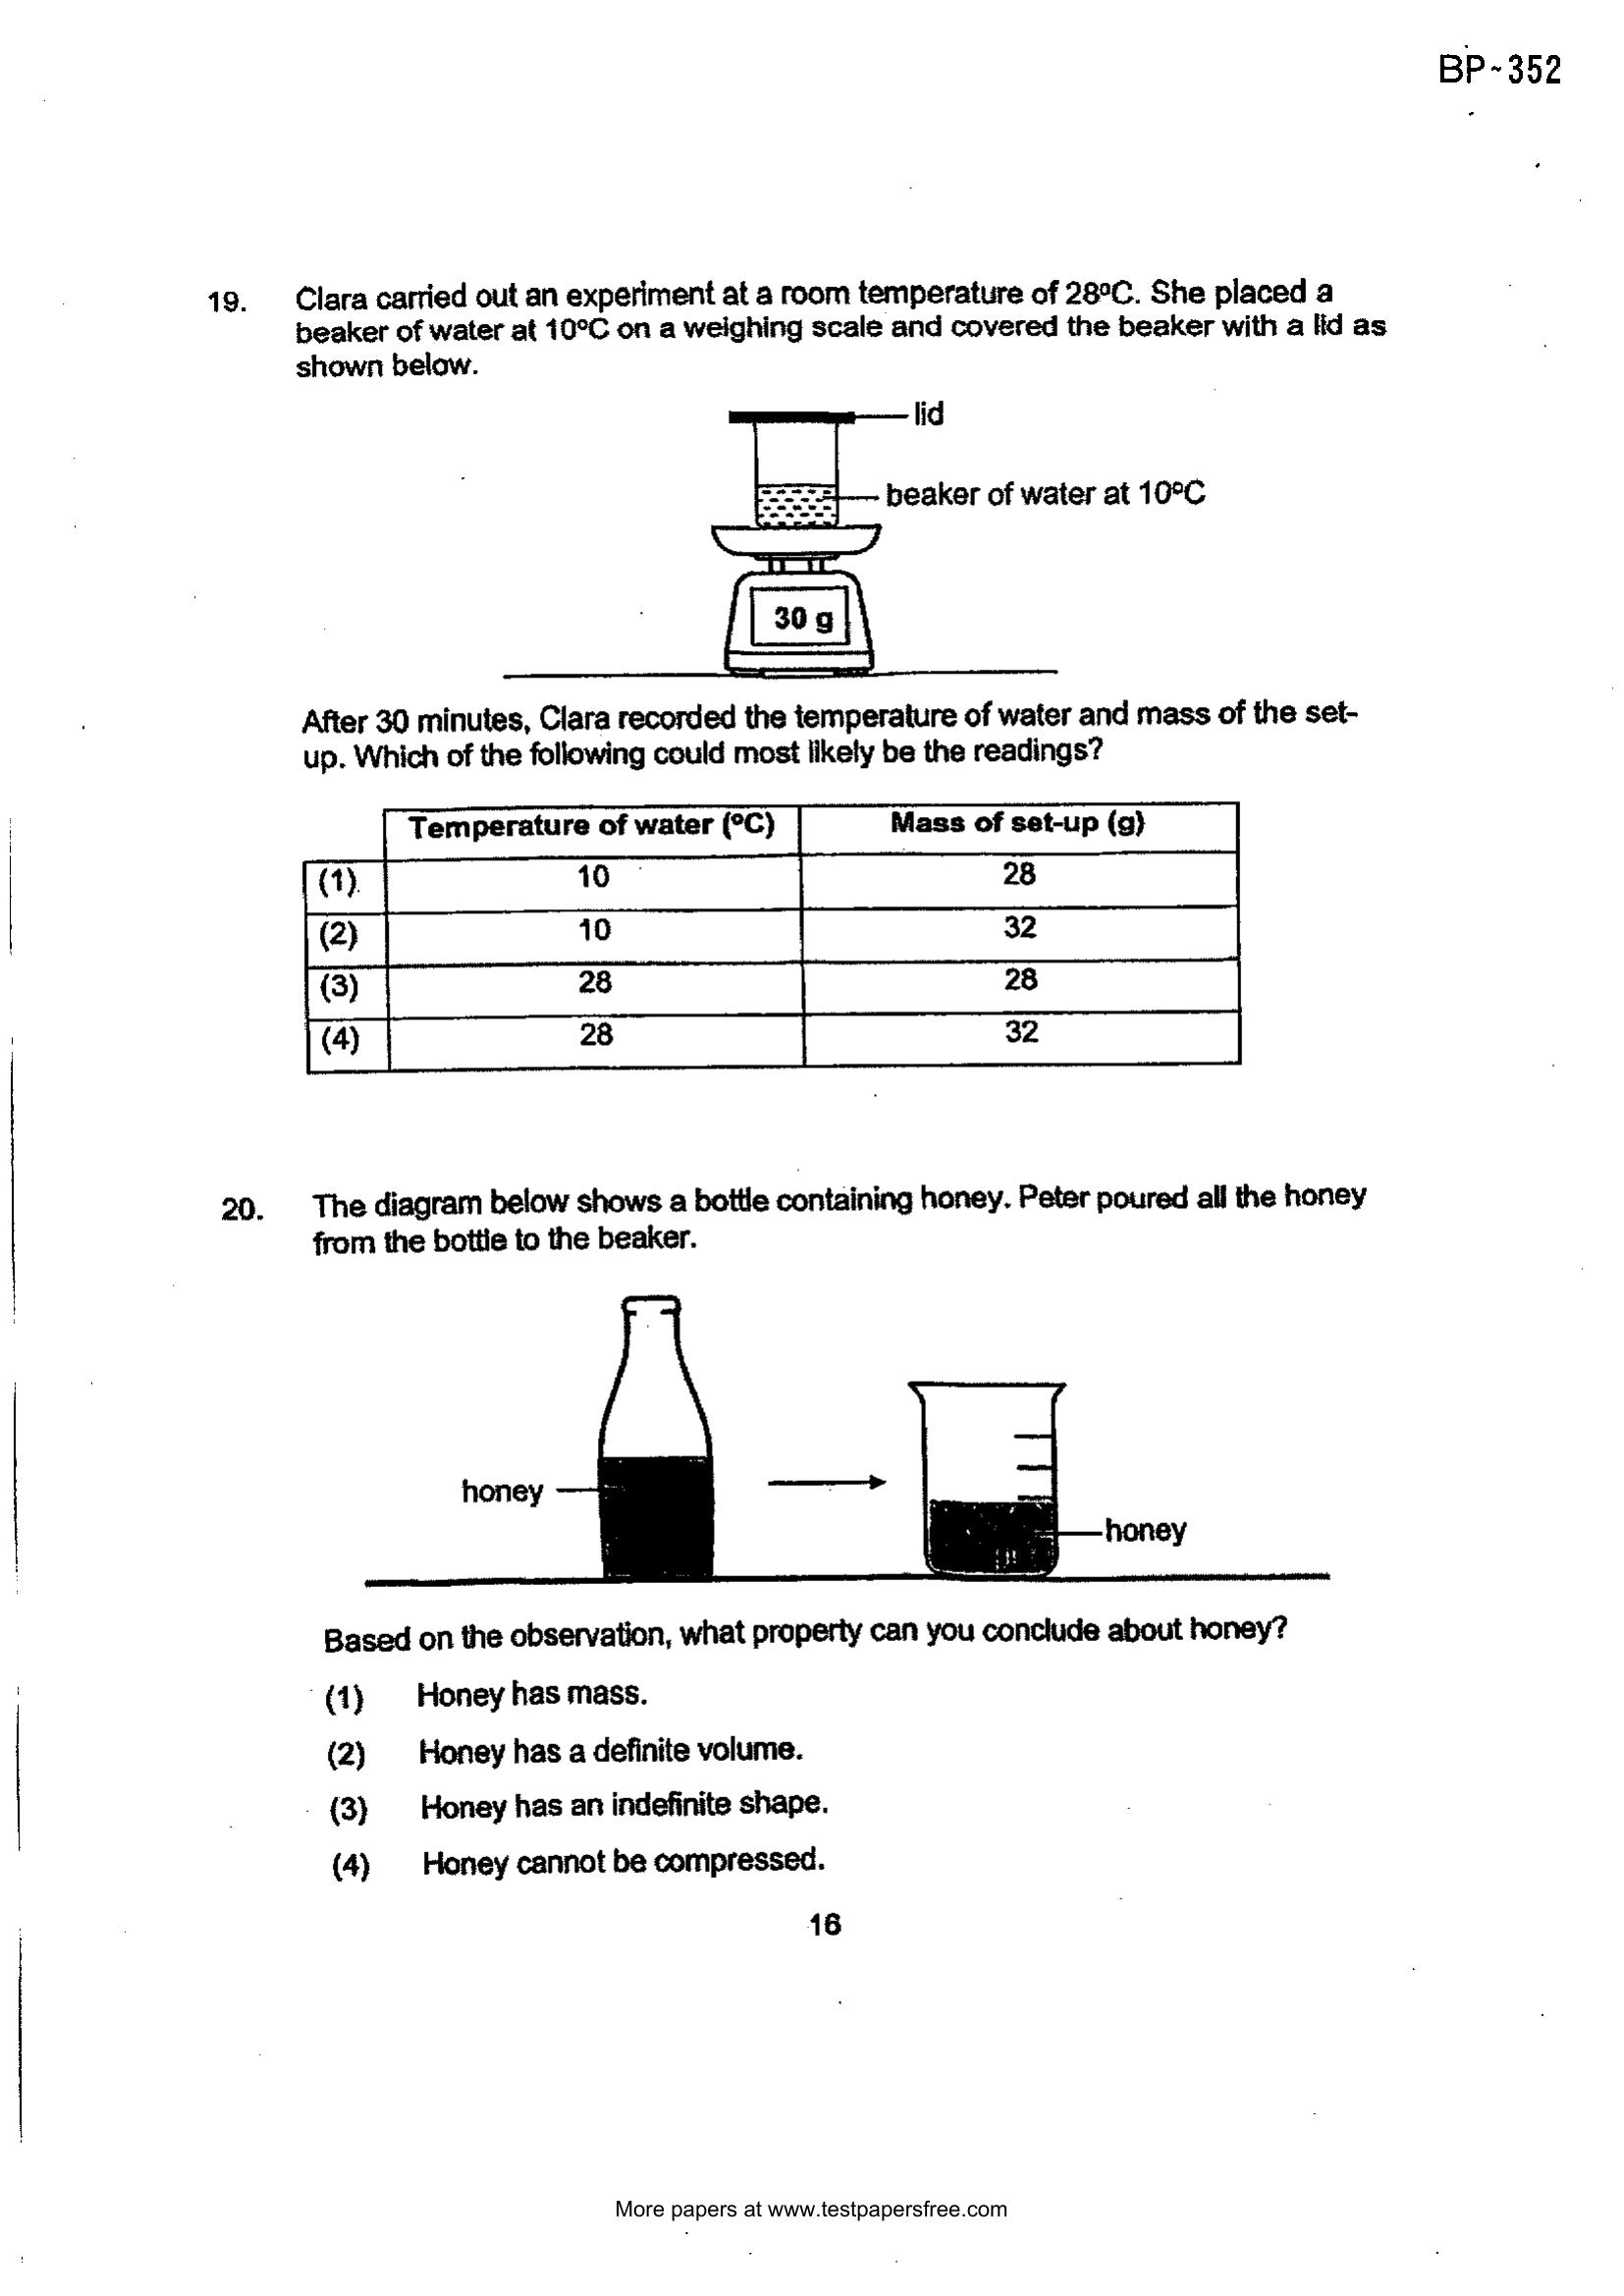 BP~352
19. Clara carried out an experiment at a room temperature of 28ºC. She placed a
beaker of water at 10ºC on a weighing scale and covered the beaker with a lid as
shown below.
lid
beaker of water at 10ºC
30 g
After 30 minutes, Clara recorded the temperature of water and mass of the set-
up. Which of the following could most likely be the readings?
Temperature of water (ºC) Mass of set-up (g)
(1) 10 28
(2) 10 32
(3) 28 28
(4) 28 32
20. The diagram below shows a bottle containing honey. Peter poured all the honey
from the bottle to the beaker.
honey
honey
Based on the observation, what property can you conclude about honey?
(1) Honey has mass.
(2) Honey has a definite volume.
(3) Honey has an indefinite shape.
(4) Honey cannot be compressed.
16
More papers at www.testpapersfree.com